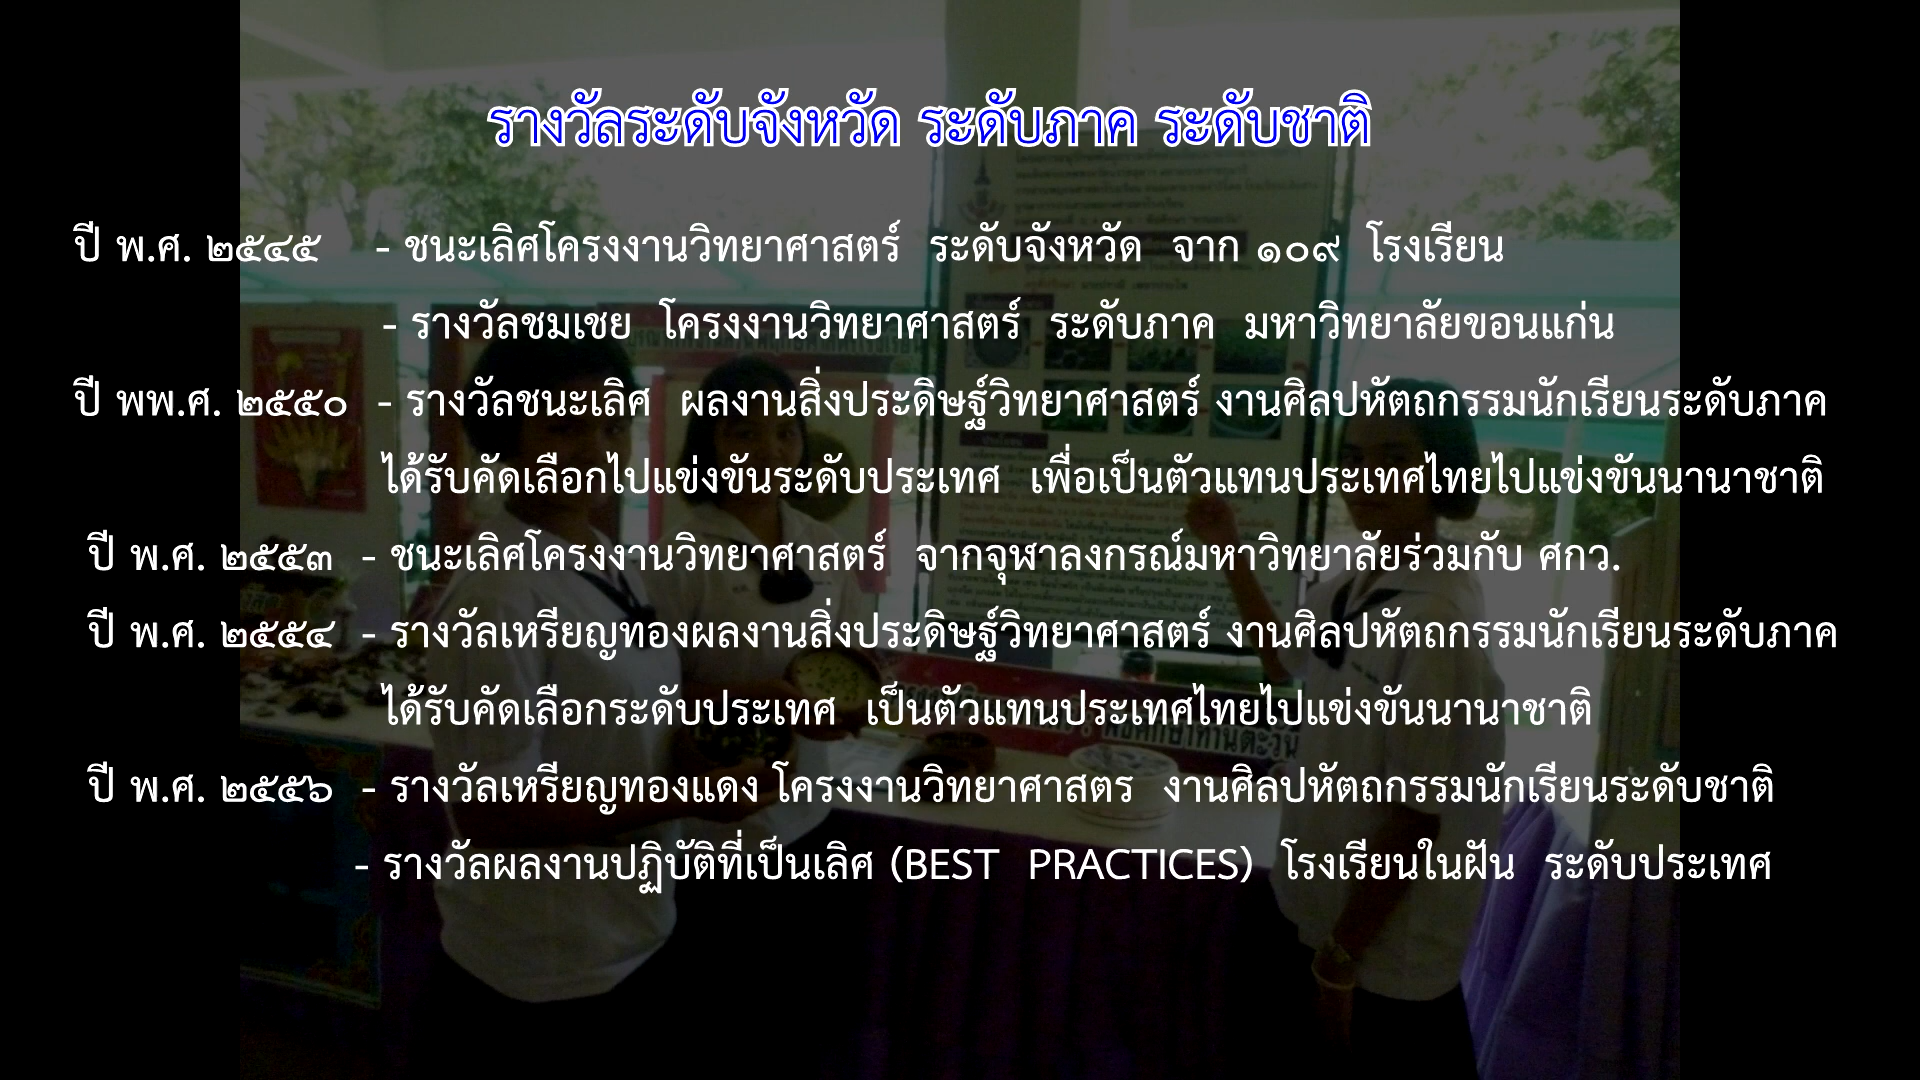 รางวัลระดับจังหวัด ระดับภาค ระดับชาติ
ปี พ.ศ. ๒๕๔๕ - ชนะเลิศโครงงานวิทยาศาสตร์ ระดับจังหวัด จาก ๑๐๙ โรงเรียน
- รางวัลชมเชย โครงงานวิทยาศาสตร์ ระดับภาค มหาวิทยาลัยขอนแก่น
ปี พพ.ศ. ๒๕๕๐ - รางวัลชนะเลิศ ผลงานสิ่งประดิษฐ์วิทยาศาสตร์ งานศิลปหัตถกรรมนักเรียนระดับภาค
ได้รับคัดเลือกไปแข่งขันระดับประเทศ เพื่อเป็นตัวแทนประเทศไทยไปแข่งขันนานาชาติ
ปี พ.ศ. ๒๕๕๓ - ชนะเลิศโครงงานวิทยาศาสตร์ จากจุฬาลงกรณ์มหาวิทยาลัยร่วมกับ ศกว.
ปี พ.ศ. ๒๕๕๔ - รางวัลเหรียญทองผลงานสิ่งประดิษฐ์วิทยาศาสตร์ งานศิลปหัตถกรรมนักเรียนระดับภาค
ได้รับคัดเลือกระดับประเทศ เป็นตัวแทนประเทศไทยไปแข่งขันนานาชาติ
ปี พ.ศ. ๒๕๕๖ - รางวัลเหรียญทองแดง โครงงานวิทยาศาสตร งานศิลปหัตถกรรมนักเรียนระดับชาติ
- รางวัลผลงานปฏิบัติที่เป็นเลิศ (BEST PRACTICES) โรงเรียนในฝัน ระดับประเทศ